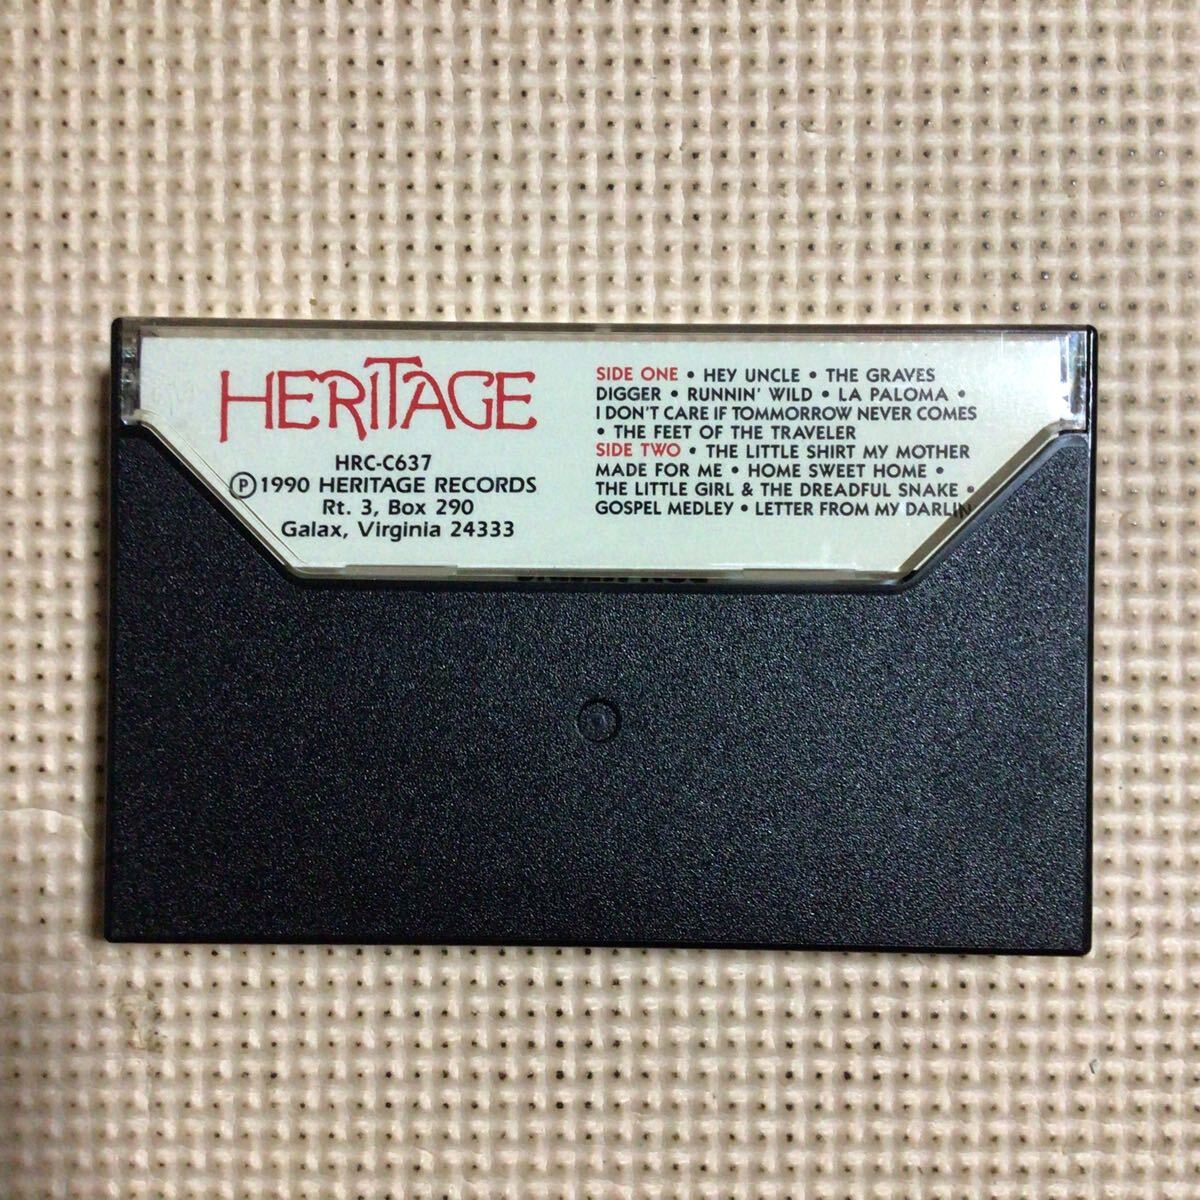 HERITAGE
HRC-C637
Ⓟ1990 HERITAGE RECORDS
Rt. 3, Box 290
Galax, Virginia 24333
SIDE ONE • HEY UNCLE • THE GRAVES
DIGGER • RUNNIN' WILD • LA PALOMA •
I DON'T CARE IF TOMMORROW NEVER COMES
• THE FEET OF THE TRAVELER
SIDE TWO • THE LITTLE SHIRT MY MOTHER
MADE FOR ME • HOME SWEET HOME •
THE LITTLE GIRL & THE DREADFUL SNAKE •
GOSPEL MEDLEY • LETTER FROM MY DARLIN